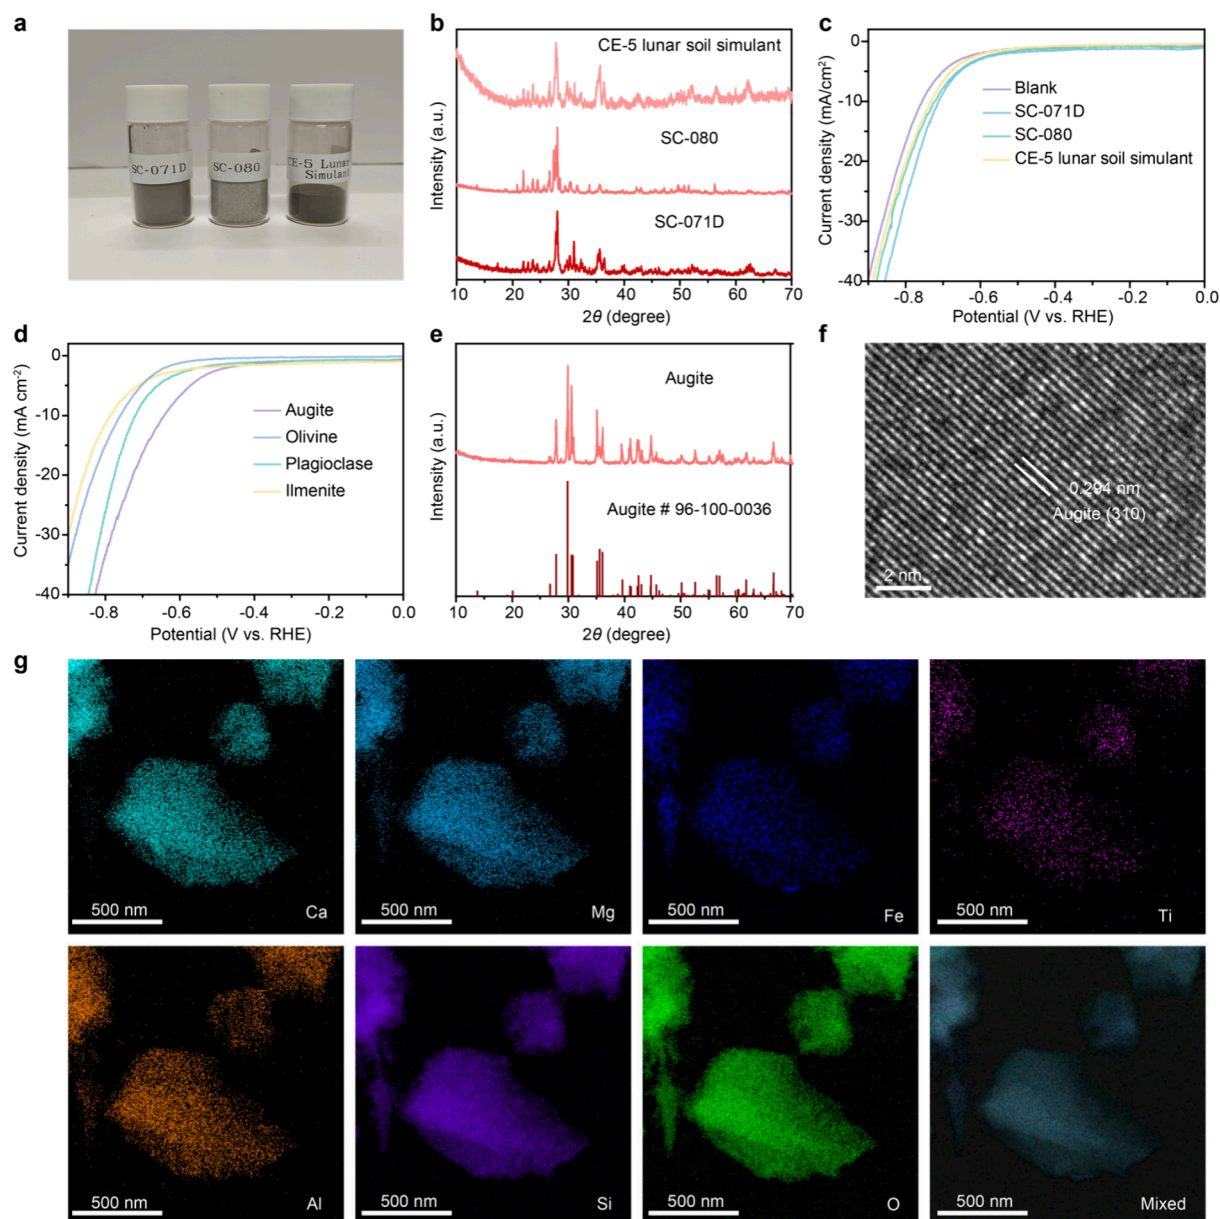 a
SC-071D
SC-080
CE-5 Lunar
Simulant
b
CE-5 lunar soil simulant
SC-080
SC-071D
Intensity (a.u.)
10 20 30 40 50 60 70
2θ (degree)
c
0
-10
-20
-30
-40
Current density (mA/cm²)
Blank
SC-071D
SC-080
CE-5 lunar soil simulant
-0.8 -0.6 -0.4 -0.2 0.0
Potential (V vs. RHE)
d
0
-10
-20
-30
-40
Current density (mA cm⁻²)
Augite
Olivine
Plagioclase
Ilmenite
-0.8 -0.6 -0.4 -0.2 0.0
Potential (V vs. RHE)
e
Augite
Augite # 96-100-0036
Intensity (a.u.)
10 20 30 40 50 60 70
2θ (degree)
f
0.294 nm
Augite (310)
2 nm
g
500 nm Ca
500 nm Mg
500 nm Fe
500 nm Ti
500 nm Al
500 nm Si
500 nm O
500 nm Mixed